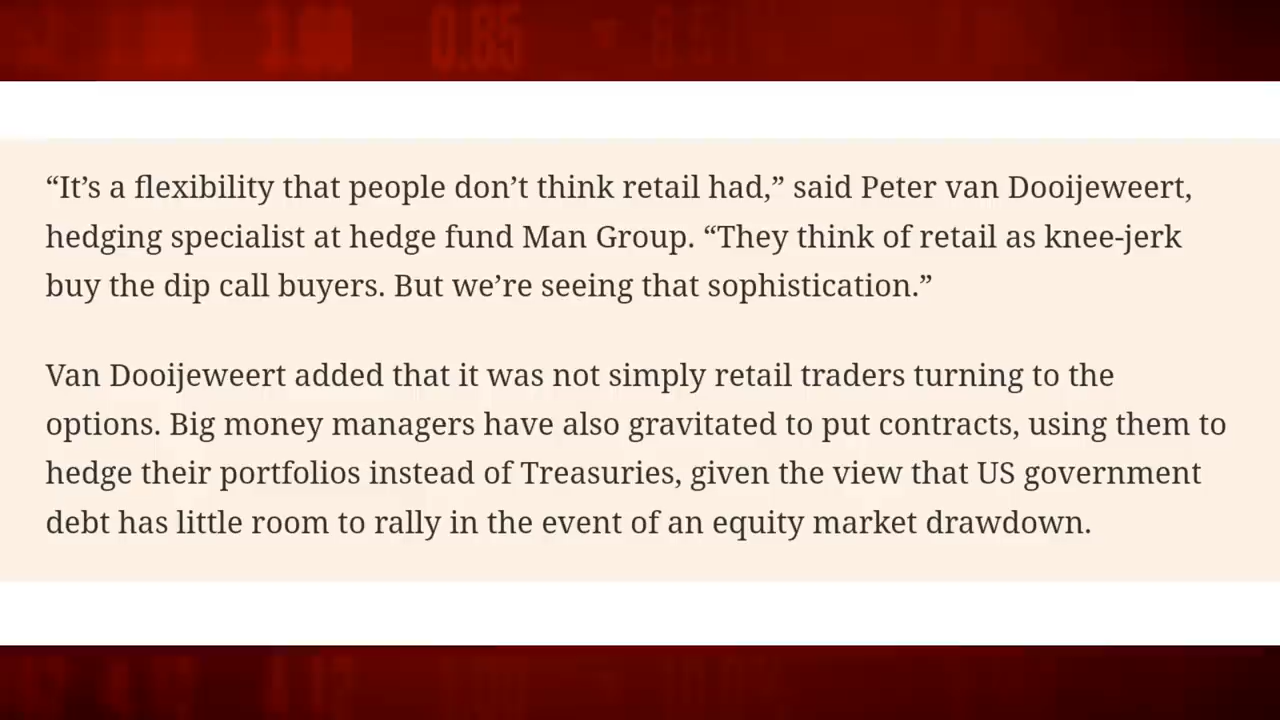 3.00 0.85
“It’s a flexibility that people don’t think retail had,” said Peter van Dooijeweert,
hedging specialist at hedge fund Man Group. “They think of retail as knee-jerk
buy the dip call buyers. But we’re seeing that sophistication.”
Van Dooijeweert added that it was not simply retail traders turning to the
options. Big money managers have also gravitated to put contracts, using them to
hedge their portfolios instead of Treasuries, given the view that US government
debt has little room to rally in the event of an equity market drawdown.